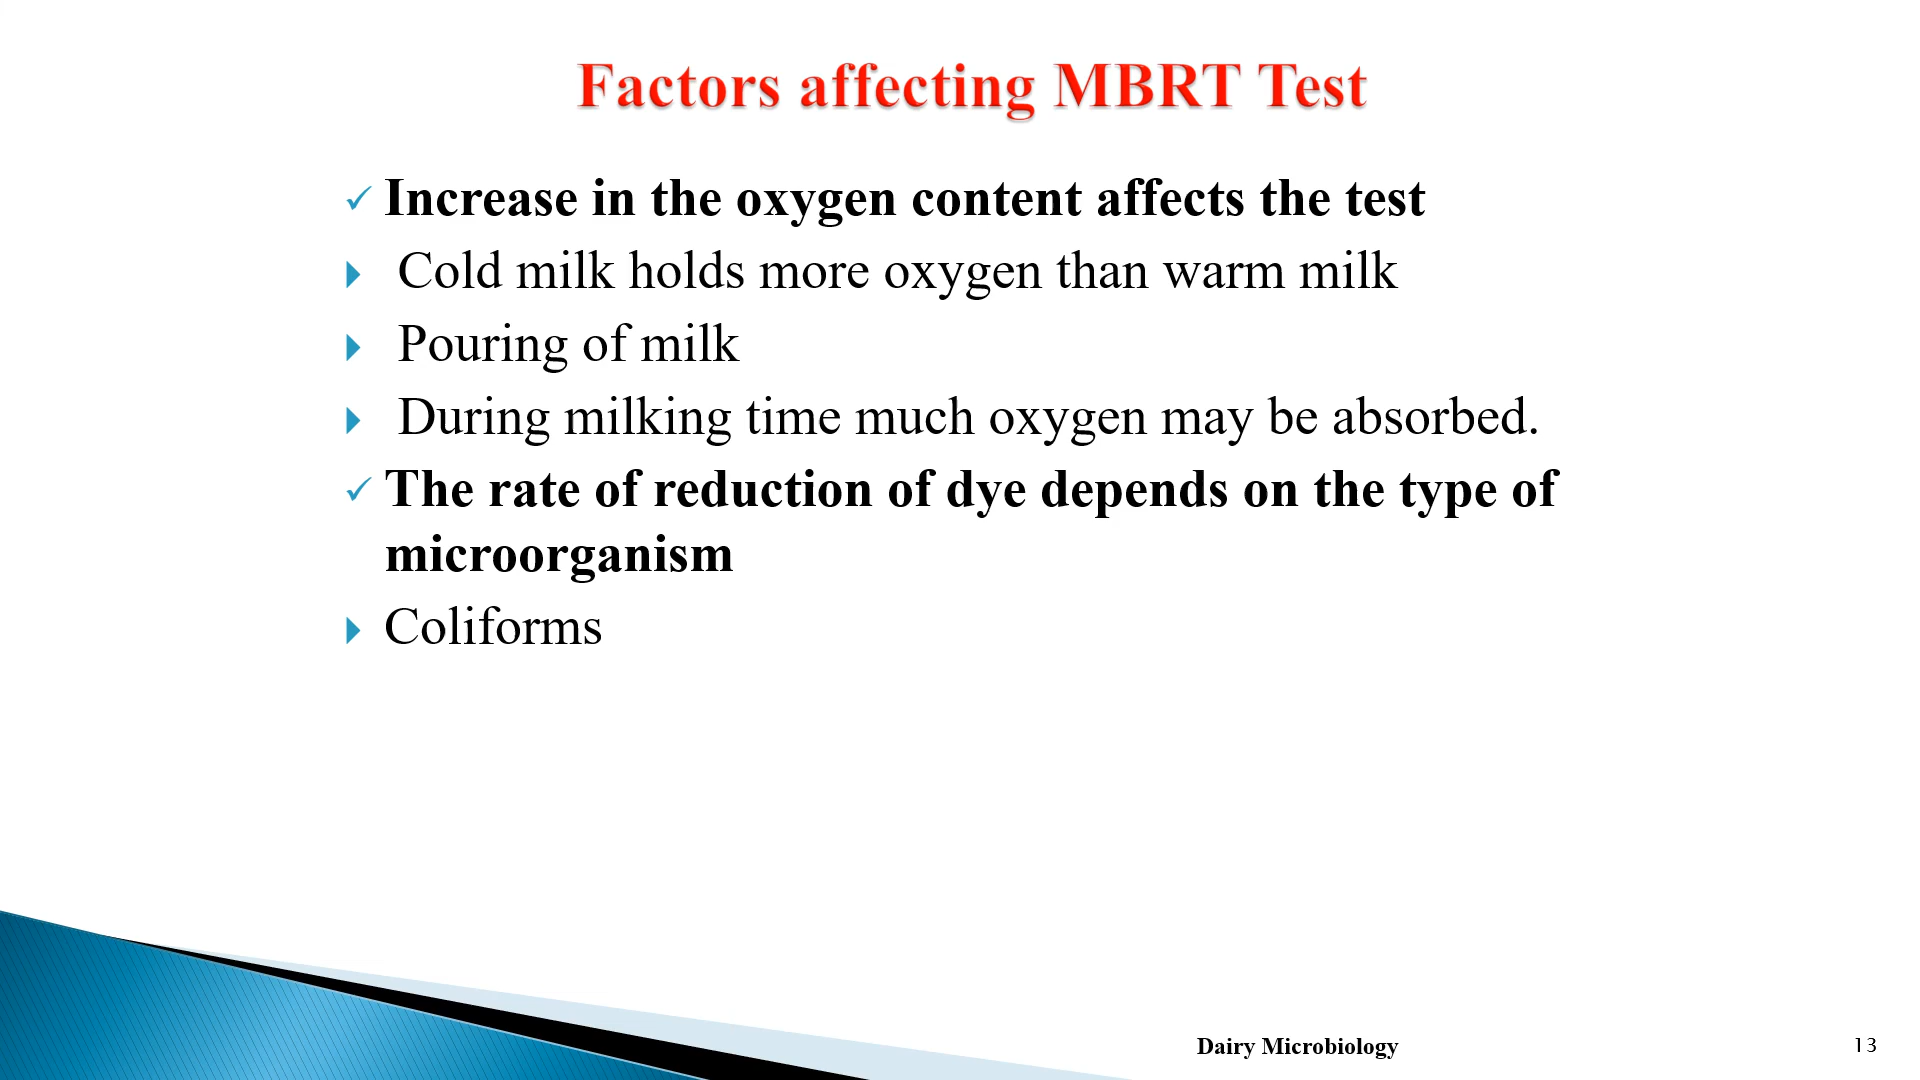 Factors affecting MBRT Test
✓ Increase in the oxygen content affects the test
Cold milk holds more oxygen than warm milk
Pouring of milk
During milking time much oxygen may be absorbed.
✓ The rate of reduction of dye depends on the type of
microorganism
Coliforms
Dairy Microbiology
13